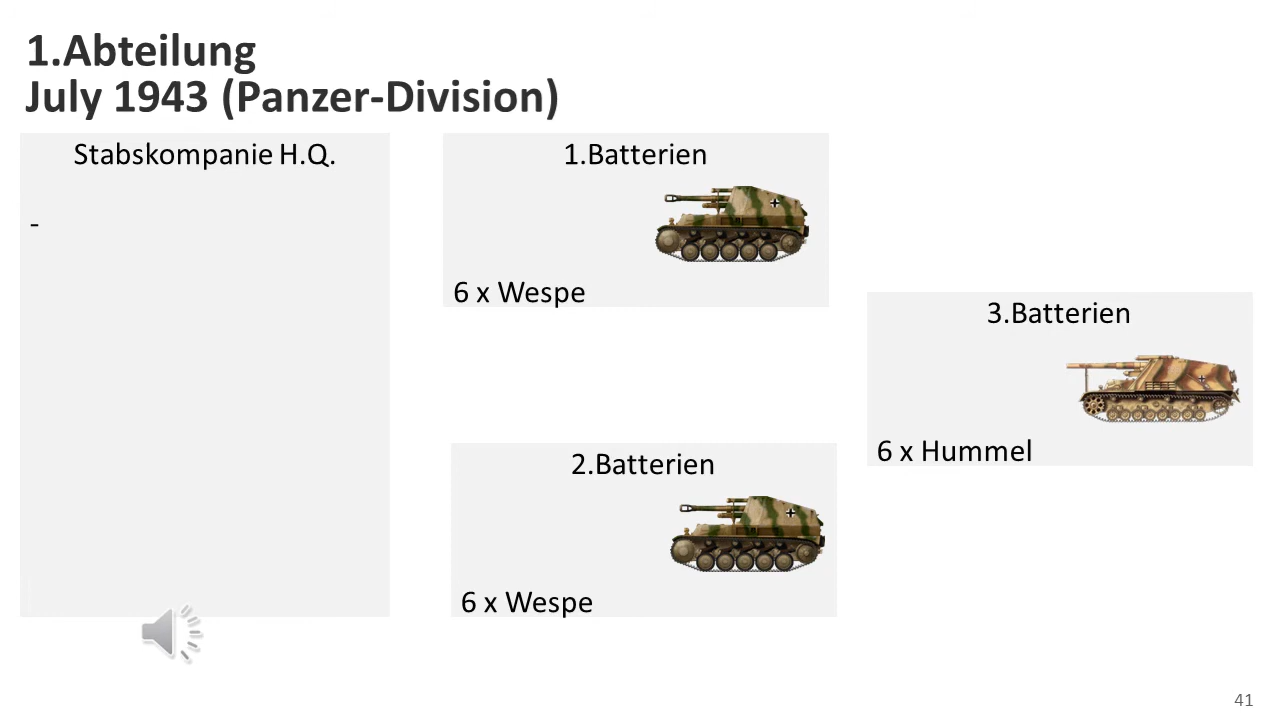 1.Abteilung
July 1943 (Panzer-Division)
Stabskompanie H.Q.
-
1.Batterien
6 x Wespe
2.Batterien
6 x Wespe
3.Batterien
6 x Hummel
41